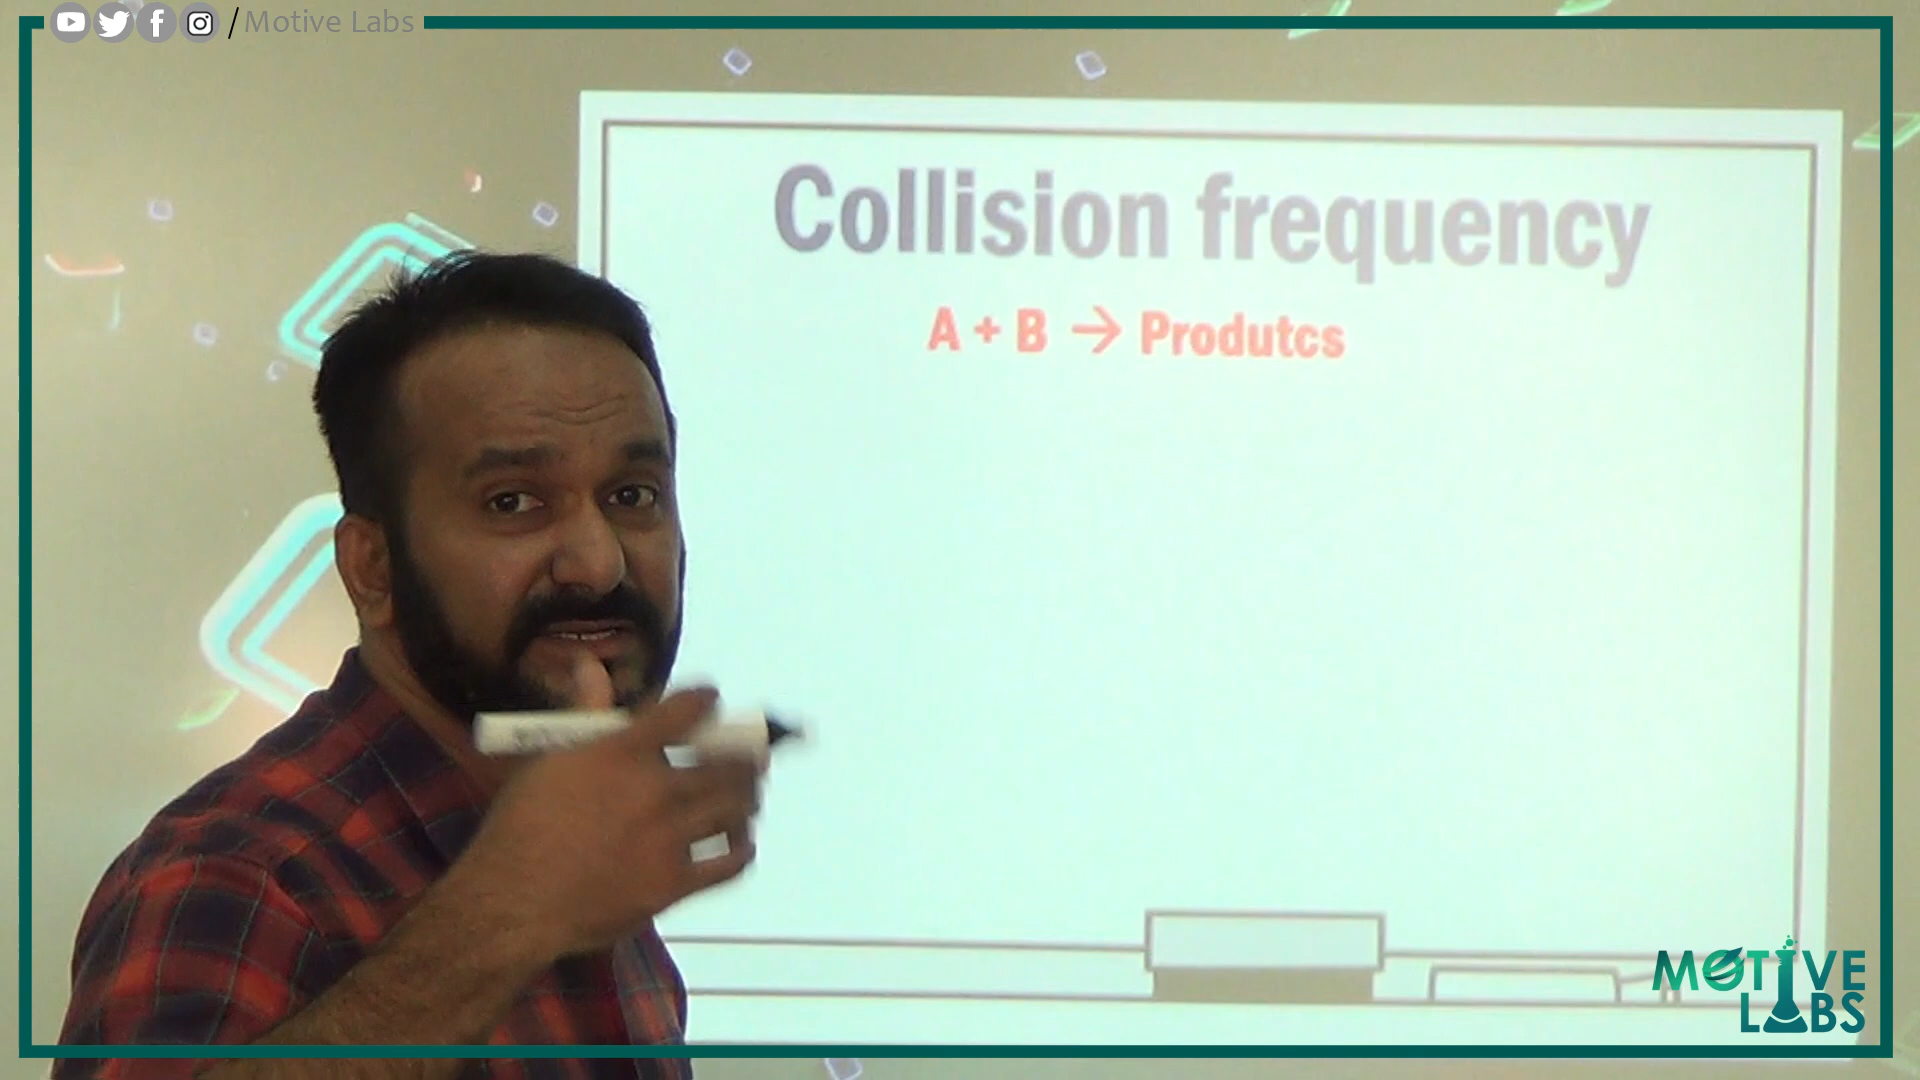 /Motive Labs
Collision frequency
A + B → Produtcs
MOTIVE
LABS